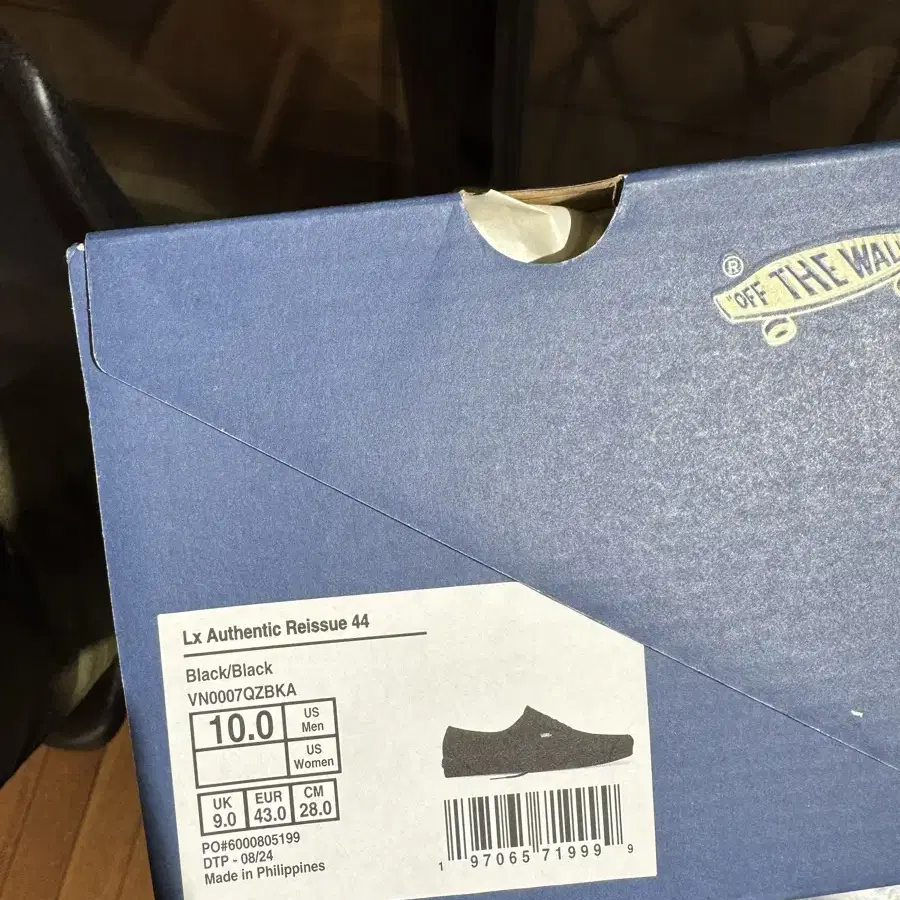 ®
"OFF THE WALL
Lx Authentic Reissue 44
Black/Black
VN0007QZBKA
10.0 US Men
US Women
UK 9.0 EUR 43.0 CM 28.0
PO#6000805199
DTP - 08/24
Made in Philippines
1 97065 71999 9